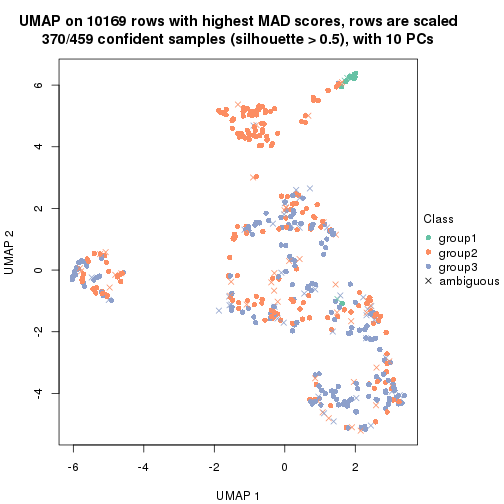 UMAP on 10169 rows with highest MAD scores, rows are scaled
370/459 confident samples (silhouette > 0.5), with 10 PCs
6
4
2
0
-2
-4
UMAP 2
-6
-4
-2
0
2
UMAP 1
Class
group1
group2
group3
ambiguous